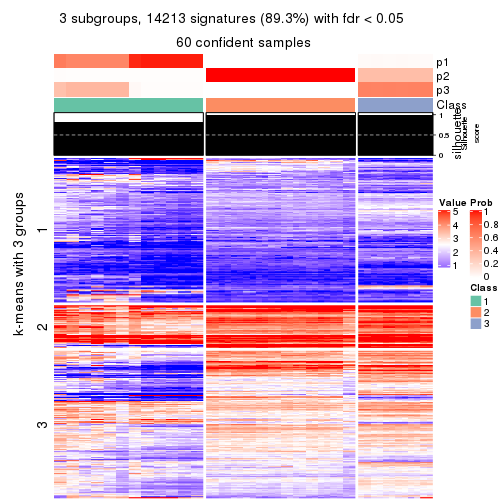 3 subgroups, 14213 signatures (89.3%) with fdr < 0.05
60 confident samples
p1
p2
p3
Class
silhouette
Silhouette
score
1
0.5
0
k-means with 3 groups
1
2
3
Value
5
4
3
2
1
Prob
1
0.8
0.6
0.4
0.2
0
Class
1
2
3